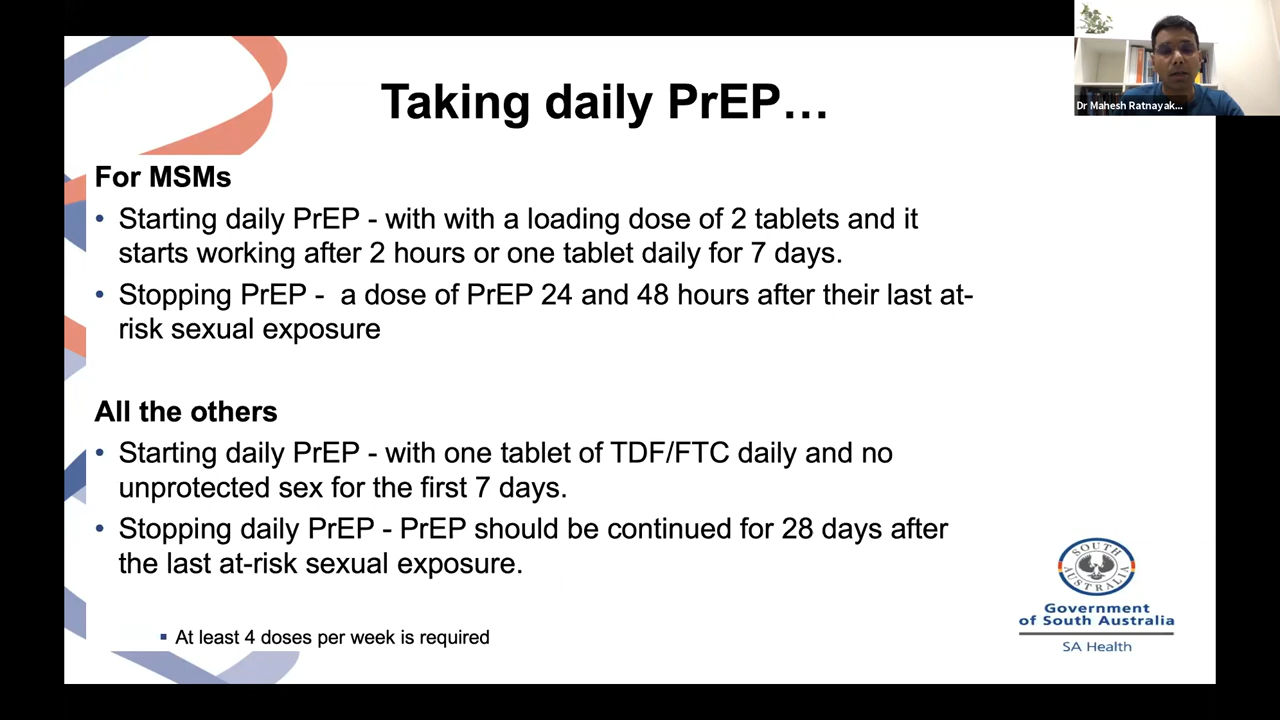 Dr Mahesh Ratnayak...
Taking daily PrEP...
For MSMs
• Starting daily PrEP - with with a loading dose of 2 tablets and it
starts working after 2 hours or one tablet daily for 7 days.
• Stopping PrEP - a dose of PrEP 24 and 48 hours after their last at-
risk sexual exposure
All the others
• Starting daily PrEP - with one tablet of TDF/FTC daily and no
unprotected sex for the first 7 days.
• Stopping daily PrEP - PrEP should be continued for 28 days after
the last at-risk sexual exposure.
▪ At least 4 doses per week is required
SOUTH
AUSTRALIA
Government
of South Australia
SA Health